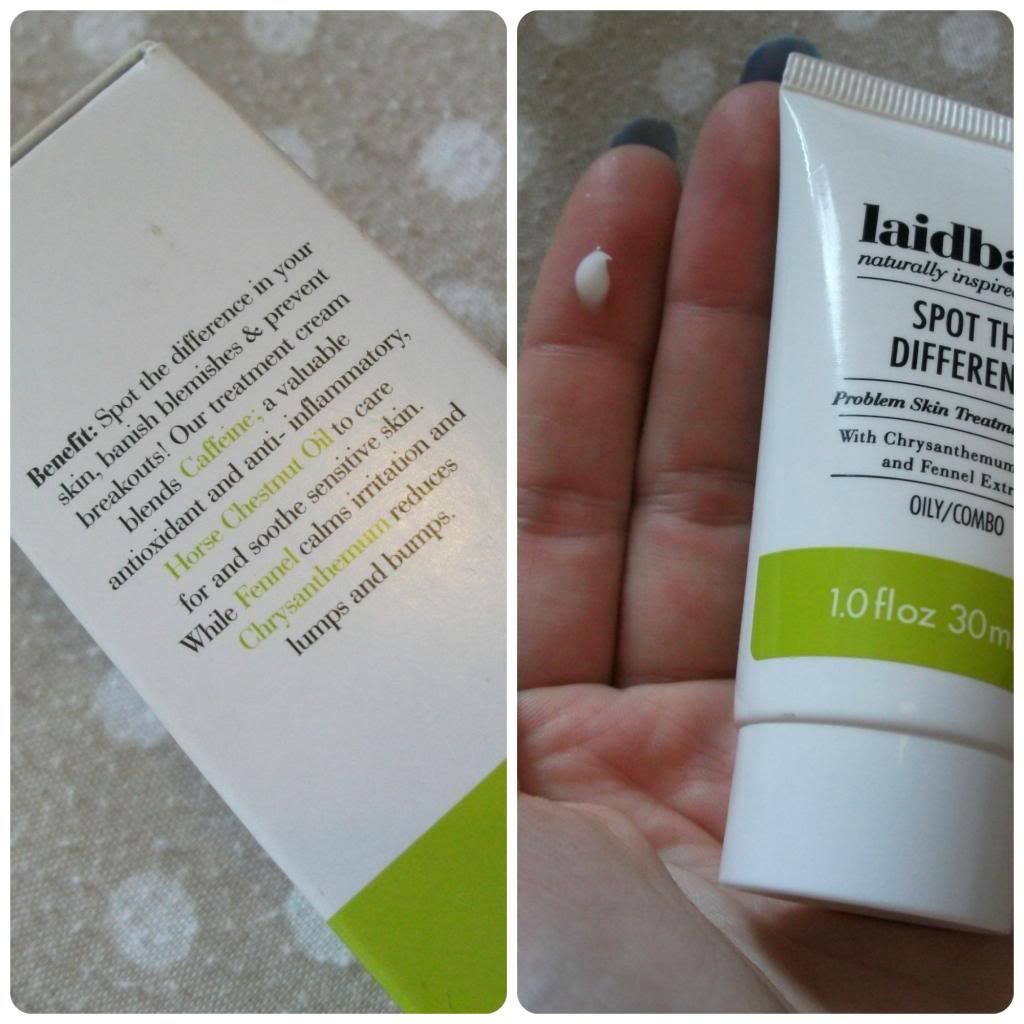 Benefit: Spot the difference in your
skin, banish blemishes & prevent
breakouts! Our treatment cream
blends Caffeine; a valuable
antioxidant and anti- inflammatory,
Horse Chestnut Oil to care
for and soothe sensitive skin.
While Fennel calms irritation and
Chrysanthemum reduces
lumps and bumps.
laidba
naturally inspire
SPOT TH
DIFFEREN
Problem Skin Treatm
With Chrysanthemum
and Fennel Extr
OILY/COMBO
1.0 fl oz 30m